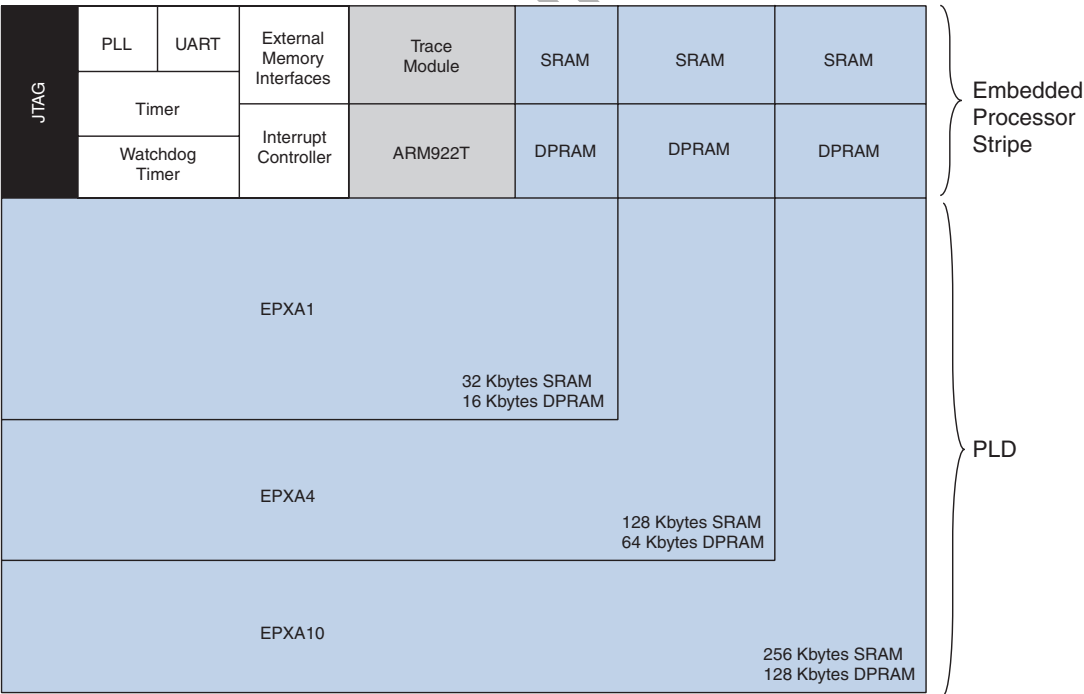 JTAG
PLL
UART
External
Memory
Interfaces
Trace
Module
SRAM
SRAM
SRAM
Timer
Watchdog
Timer
Interrupt
Controller
ARM922T
DPRAM
DPRAM
DPRAM
Embedded
Processor
Stripe
EPXA1
32 Kbytes SRAM
16 Kbytes DPRAM
EPXA4
128 Kbytes SRAM
64 Kbytes DPRAM
PLD
EPXA10
256 Kbytes SRAM
128 Kbytes DPRAM